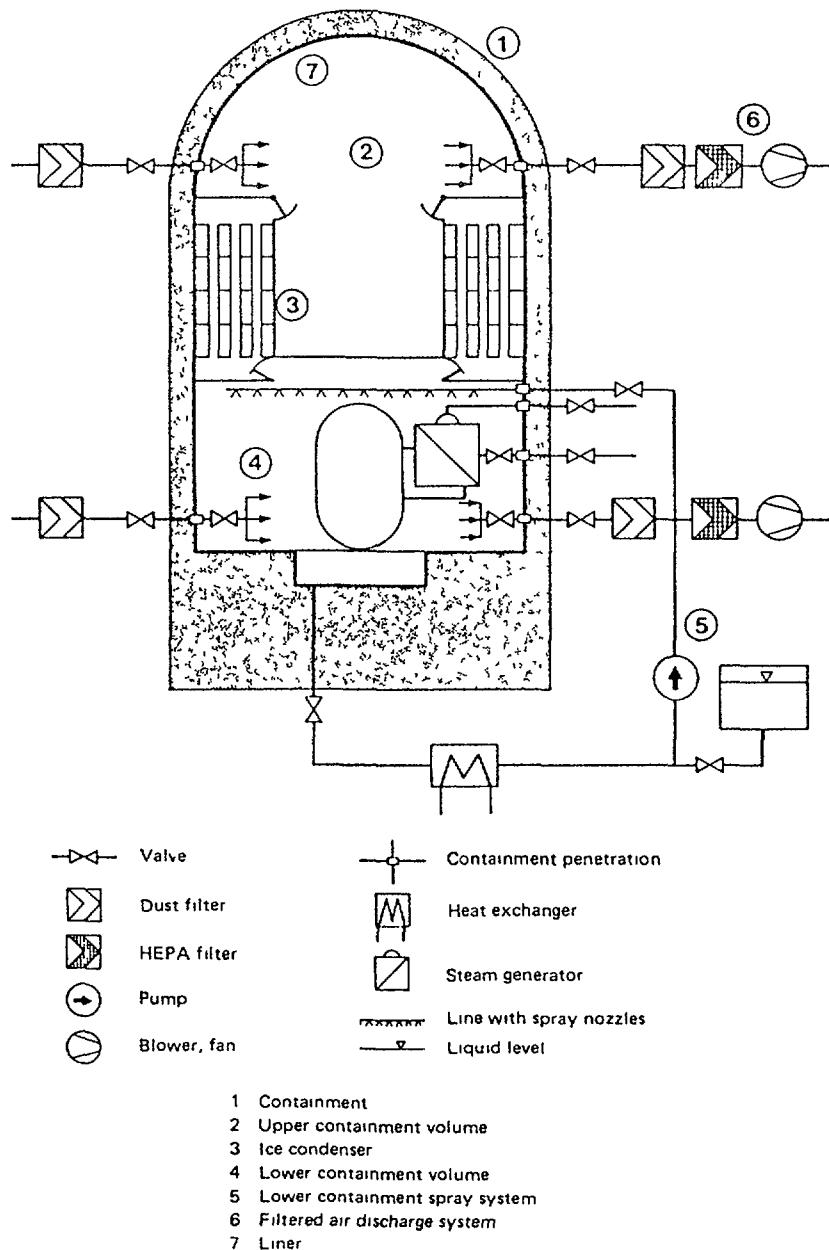 1
7
6
2
3
4
5
Valve
Containment penetration
Dust filter
Heat exchanger
HEPA filter
Steam generator
Pump
Line with spray nozzles
Blower, fan
Liquid level
1 Containment
2 Upper containment volume
3 Ice condenser
4 Lower containment volume
5 Lower containment spray system
6 Filtered air discharge system
7 Liner